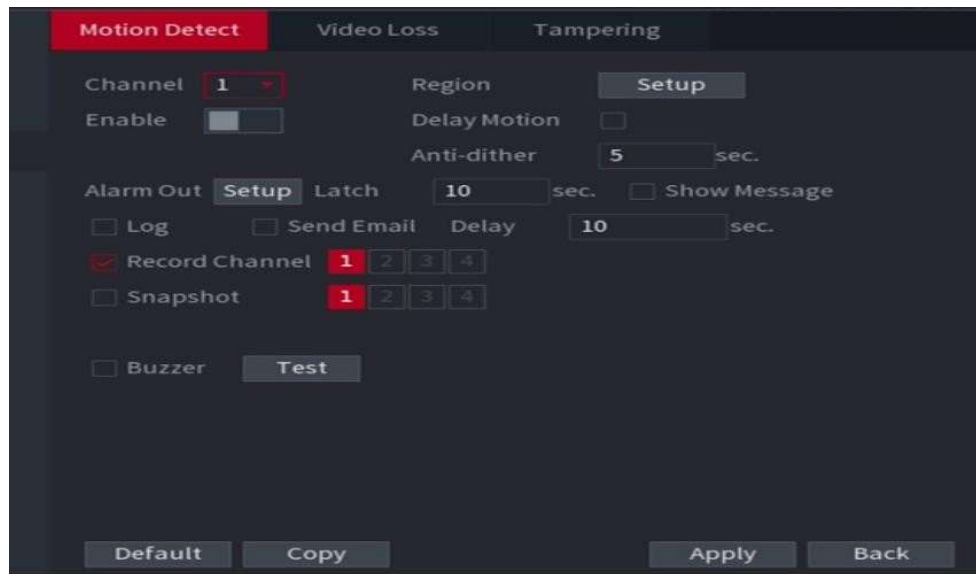 Motion Detect Video Loss Tampering
Channel 1 Region Setup
Enable Delay Motion
Anti-dither 5 sec.
Alarm Out Setup Latch 10 sec. Show Message
Log Send Email Delay 10 sec.
Record Channel 1 2 3 4
Snapshot 1 2 3 4
Buzzer Test
Default Copy Apply Back